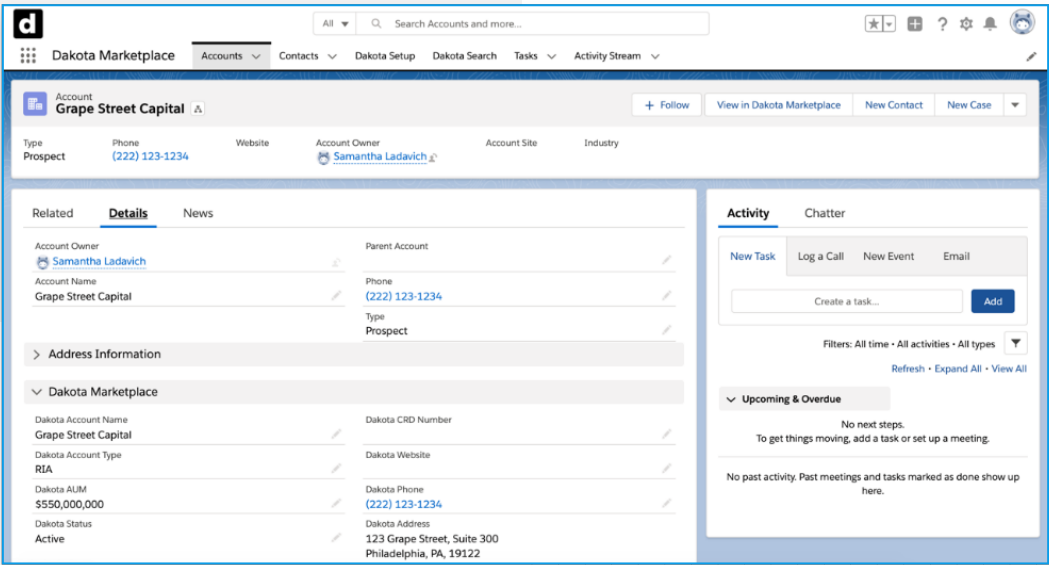 d
All
Search Accounts and more...
Dakota Marketplace
Accounts
Contacts
Dakota Setup
Dakota Search
Tasks
Activity Stream
Account
Grape Street Capital
+ Follow
View in Dakota Marketplace
New Contact
New Case
Type
Prospect
Phone
(222) 123-1234
Website
Account Owner
Samantha Ladavich
Account Site
Industry
Related
Details
News
Account Owner
Samantha Ladavich
Parent Account
Account Name
Grape Street Capital
Phone
(222) 123-1234
Type
Prospect
Address Information
Dakota Marketplace
Dakota Account Name
Grape Street Capital
Dakota CRD Number
Dakota Account Type
RIA
Dakota Website
Dakota AUM
$550,000,000
Dakota Phone
(222) 123-1234
Dakota Status
Active
Dakota Address
123 Grape Street, Suite 300
Philadelphia, PA, 19122
Activity
Chatter
New Task
Log a Call
New Event
Email
Create a task...
Add
Filters: All time • All activities • All types
Refresh • Expand All • View All
Upcoming & Overdue
No next steps.
To get things moving, add a task or set up a meeting.
No past activity. Past meetings and tasks marked as done show up
here.